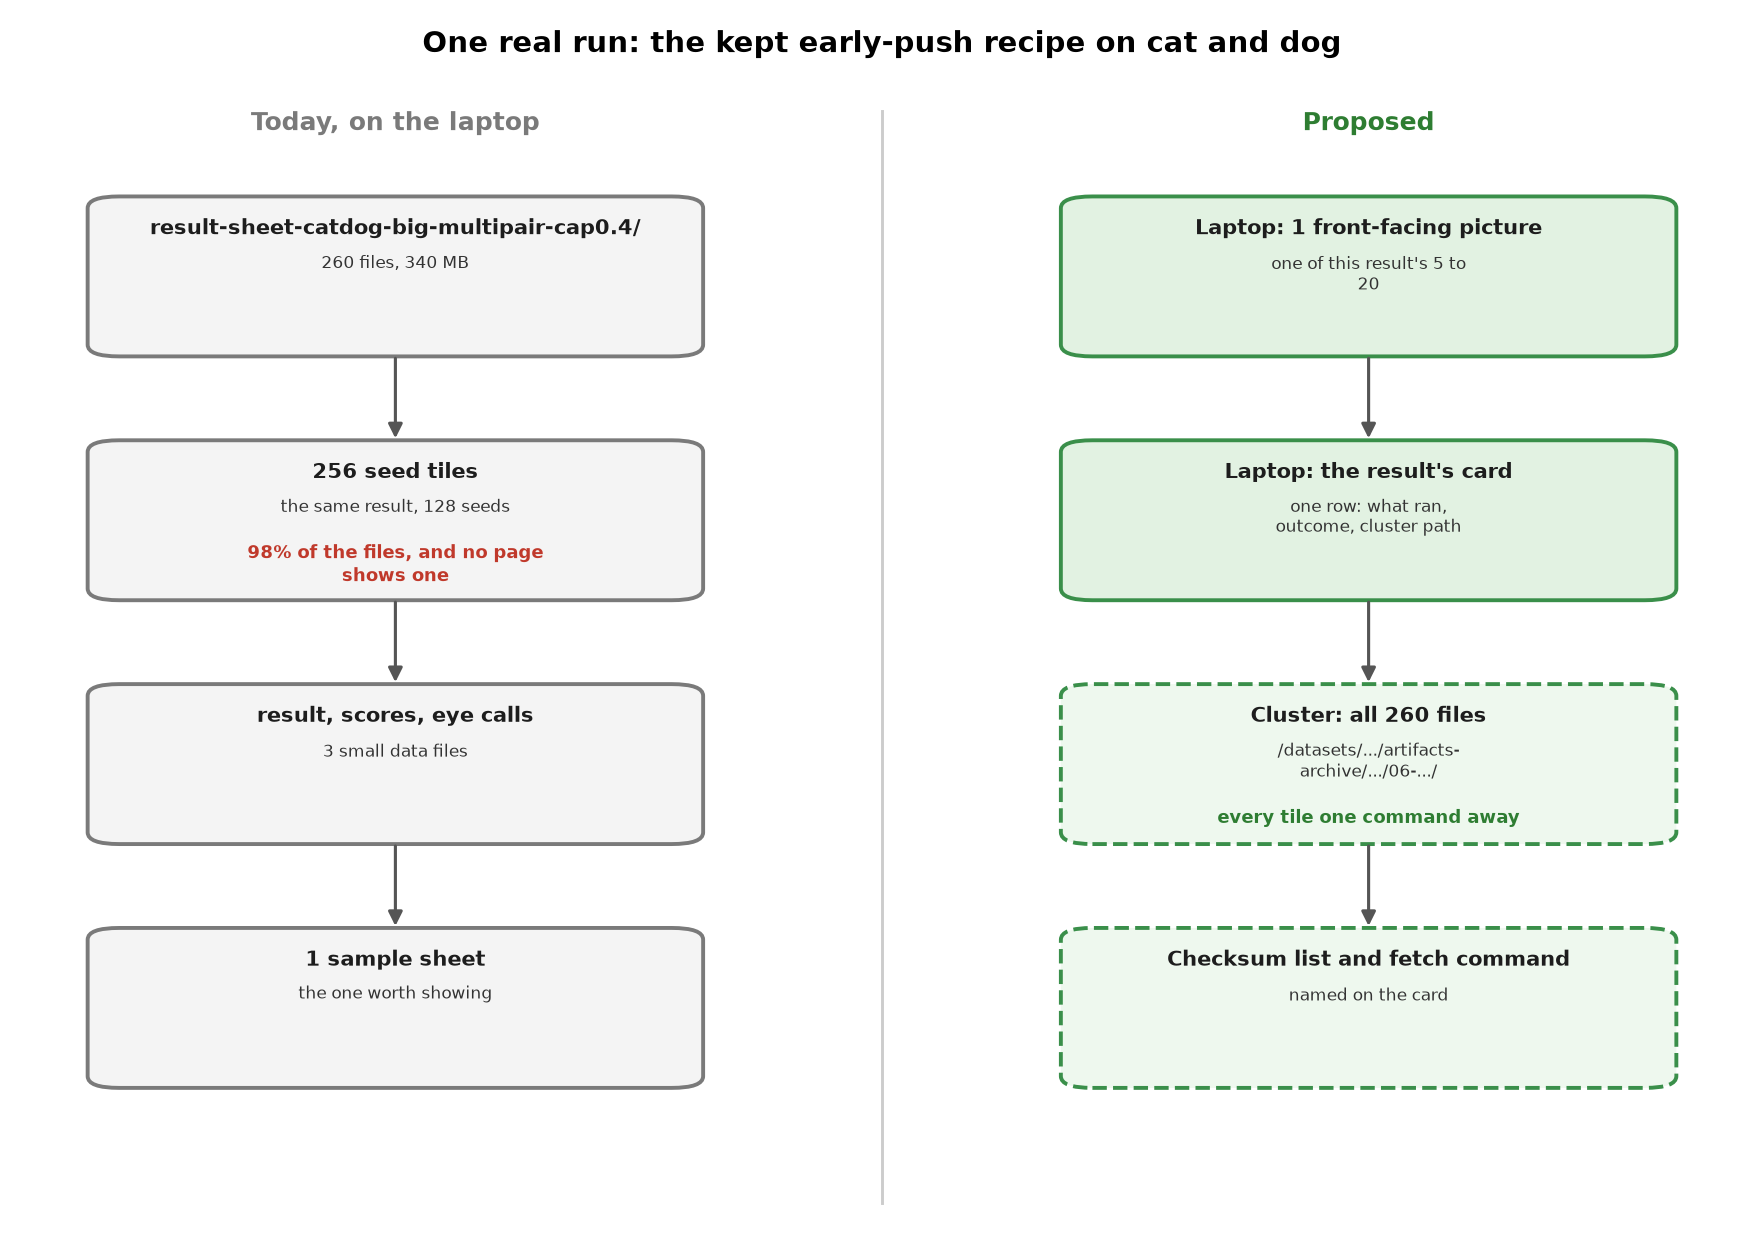 One real run: the kept early-push recipe on cat and dog
Today, on the laptop
result-sheet-catdog-big-multipair-cap0.4/
260 files, 340 MB
256 seed tiles
the same result, 128 seeds
98% of the files, and no page
shows one
result, scores, eye calls
3 small data files
1 sample sheet
the one worth showing
Proposed
Laptop: 1 front-facing picture
one of this result's 5 to
20
Laptop: the result's card
one row: what ran,
outcome, cluster path
Cluster: all 260 files
/datasets/.../artifacts-
archive/.../06-.../
every tile one command away
Checksum list and fetch command
named on the card